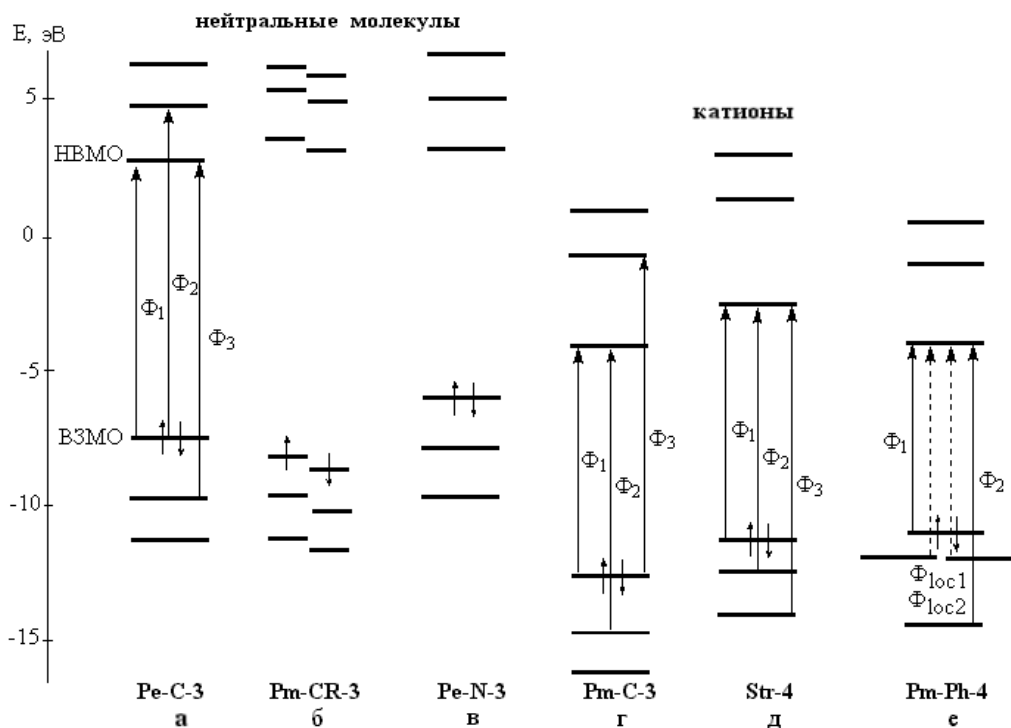 нейтральные молекулы
E, эВ
5
0
-5
-10
-15
НВМО
ВЗМО
Φ1
Φ2
Φ3
катионы
Φ1
Φ2
Φ3
Φ1
Φ2
Φ3
Φ1
Φ2
Φloc1
Φloc2
Pe-C-3 Pm-CR-3 Pe-N-3 Pm-C-3 Str-4 Pm-Ph-4
а б в г д е